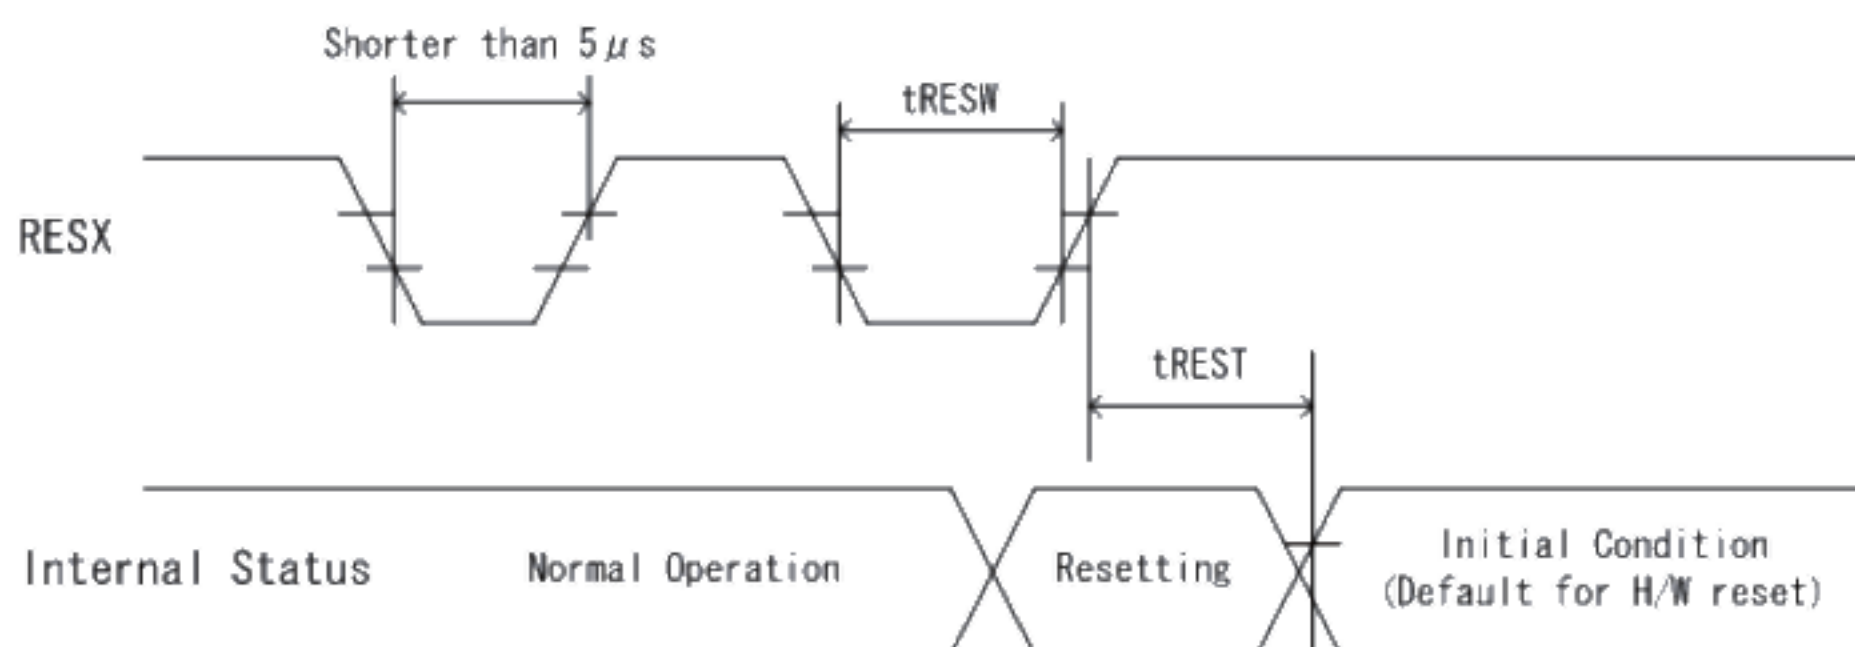 Shorter than 5μs
tRESW
RESX
tREST
Internal Status
Normal Operation
Resetting
Initial Condition
(Default for H/W reset)